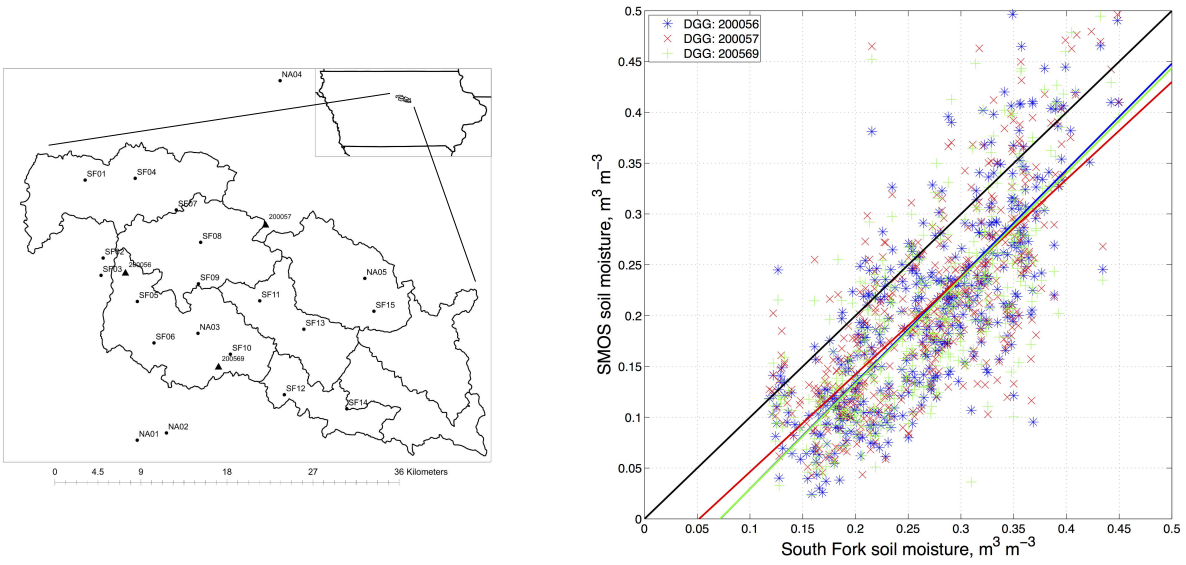 NA04
SF01
SF04
SF07
200057
SF08
SF02
200056
SF03
NA05
SF09
SF05
SF11
SF15
SF13
NA03
SF06
SF10
200569
SF12
SF14
NA02
NA01
0 4.5 9 18 27 36 Kilometers
DGG: 200056
DGG: 200057
DGG: 200569
0.5
0.45
0.4
0.35
0.3
0.25
0.2
0.15
0.1
0.05
0
SMOS soil moisture, m³ m⁻³
0 0.05 0.1 0.15 0.2 0.25 0.3 0.35 0.4 0.45 0.5
South Fork soil moisture, m³ m⁻³